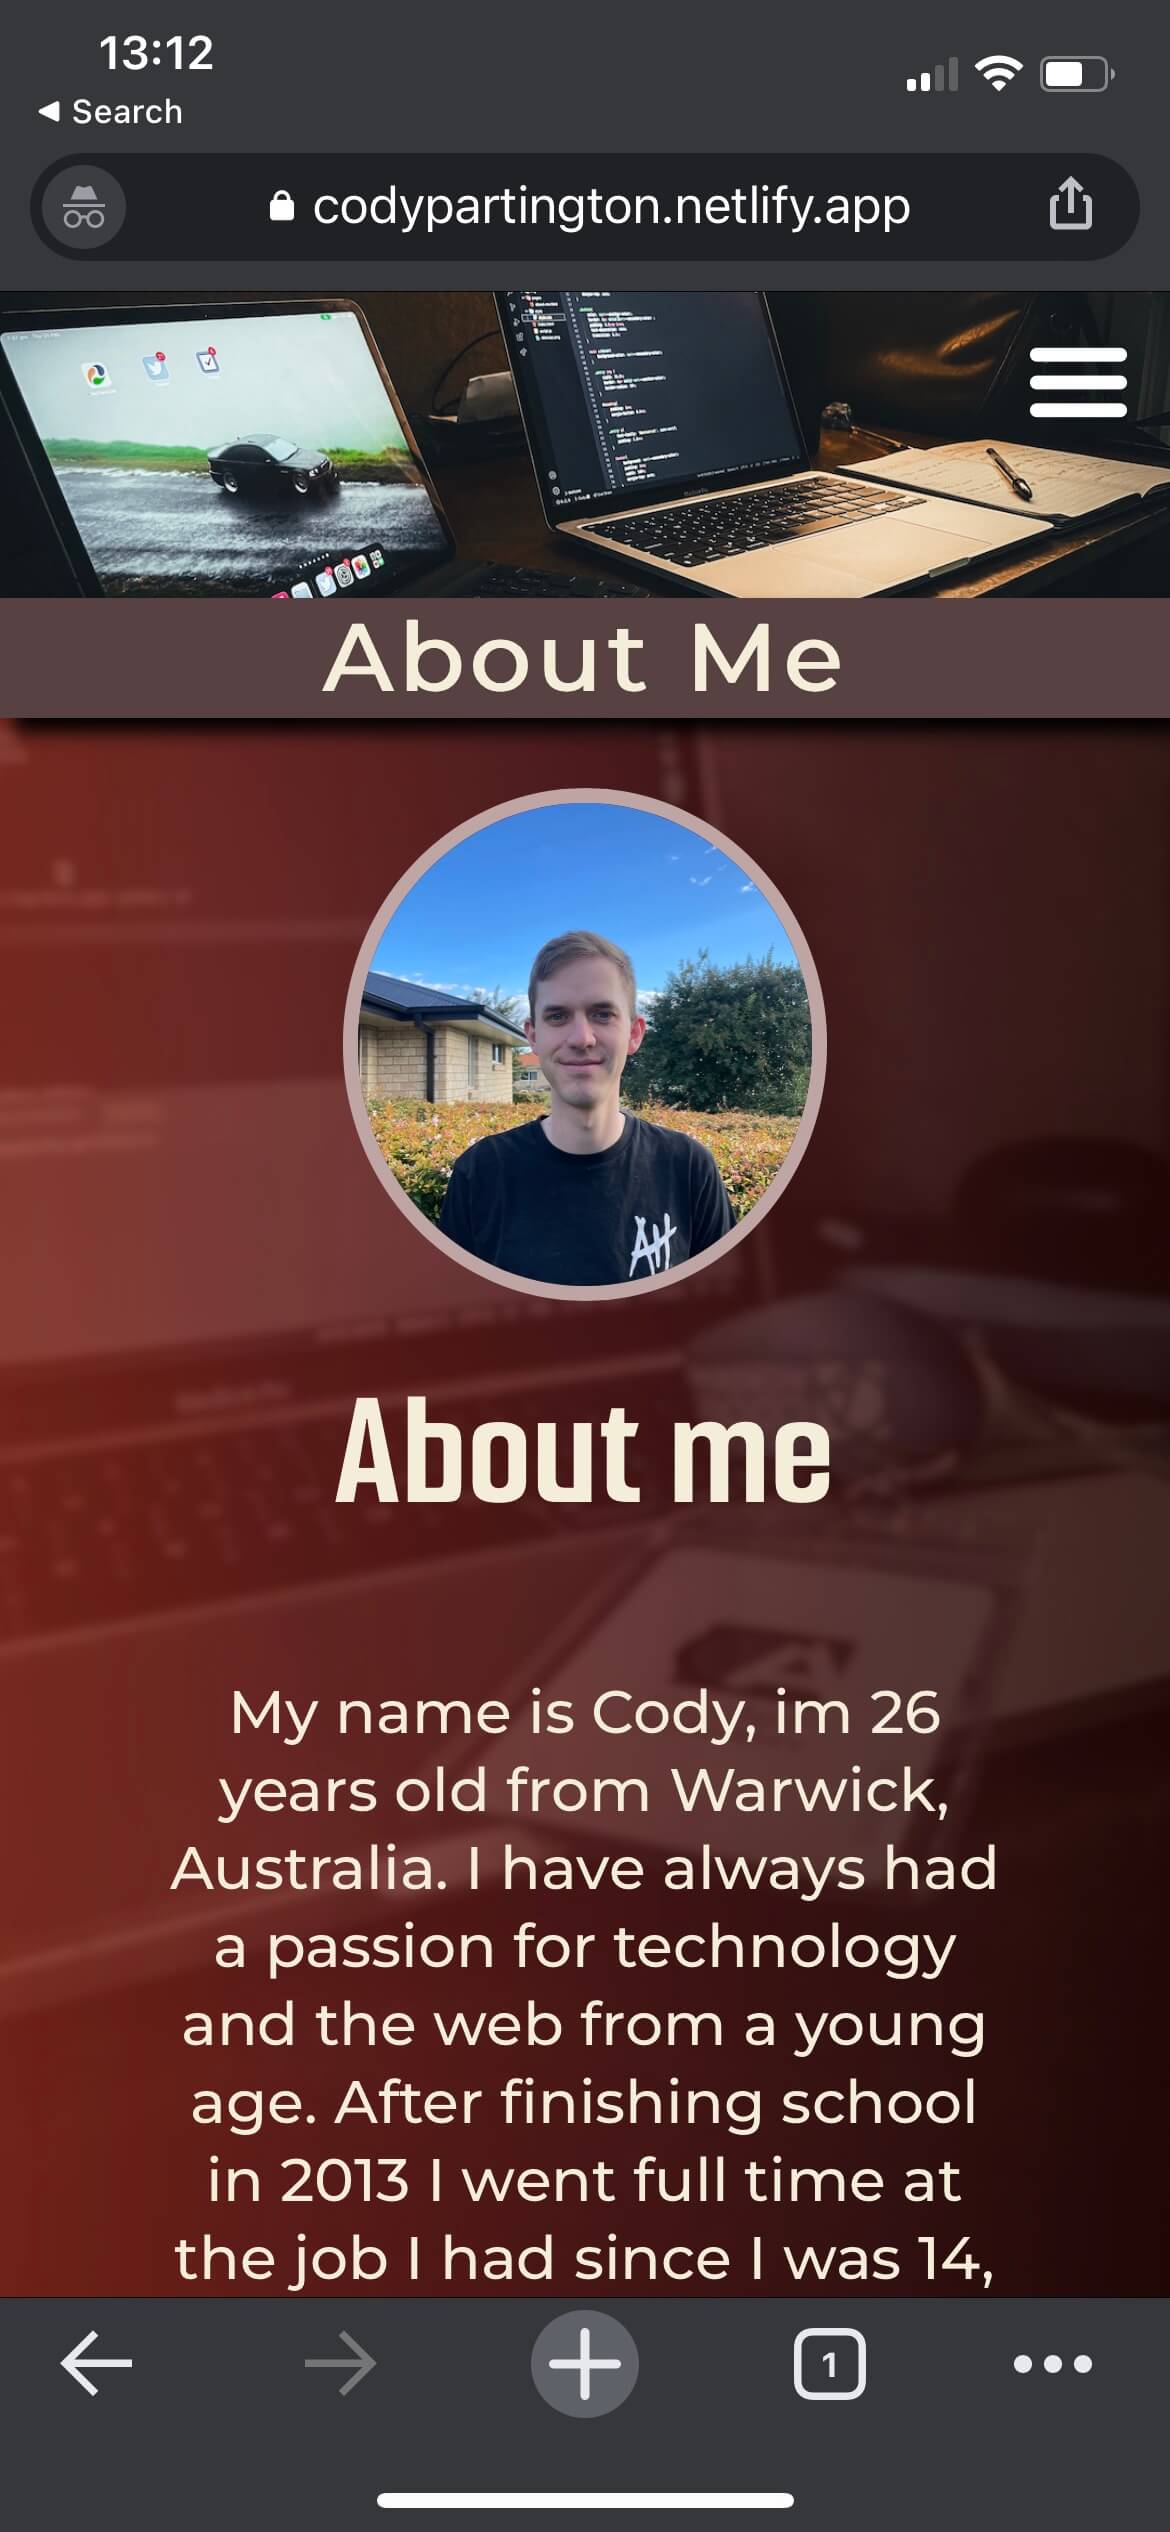 13:12
Search
codypartington.netlify.app
About Me
AH
About me
My name is Cody, im 26
years old from Warwick,
Australia. I have always had
a passion for technology
and the web from a young
age. After finishing school
in 2013 I went full time at
the job I had since I was 14,
1